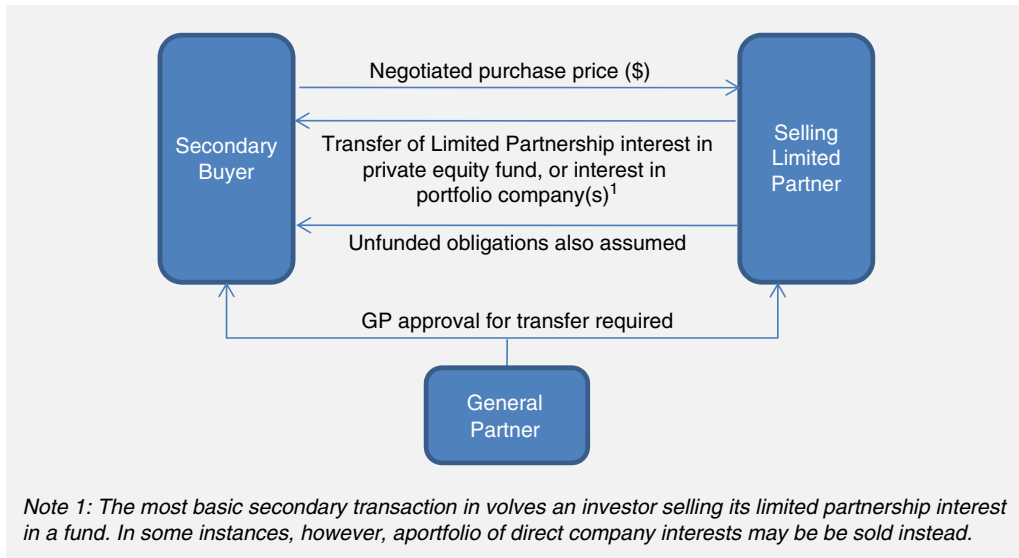 Negotiated purchase price ($)
Secondary
Buyer
Selling
Limited
Partner
Transfer of Limited Partnership interest in
private equity fund, or interest in
portfolio company(s)1
Unfunded obligations also assumed
GP approval for transfer required
General
Partner
Note 1: The most basic secondary transaction in volves an investor selling its limited partnership interest
in a fund. In some instances, however, aportfolio of direct company interests may be be sold instead.